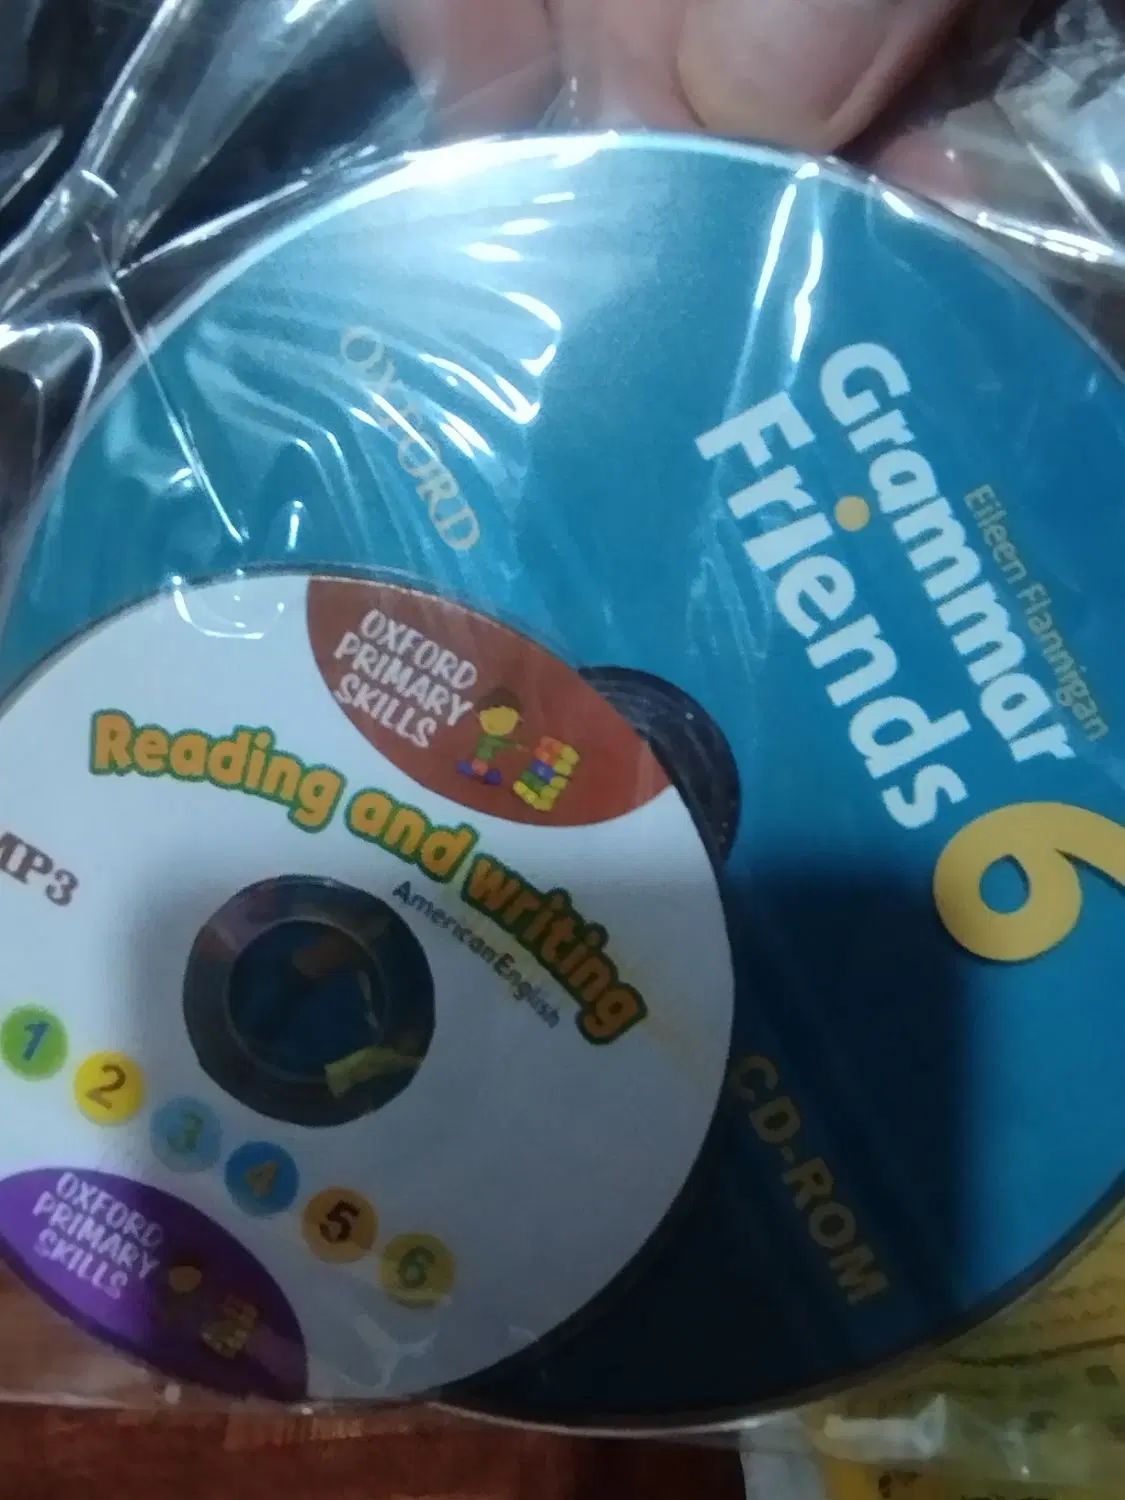 OXFORD
Eileen Flannigan
Grammar
Friends
6
CD-ROM
OXFORD
PRIMARY
SKILLS
Reading and writing
American English
MP3
1
2
3
4
5
6
OXFORD
PRIMARY
SKILLS